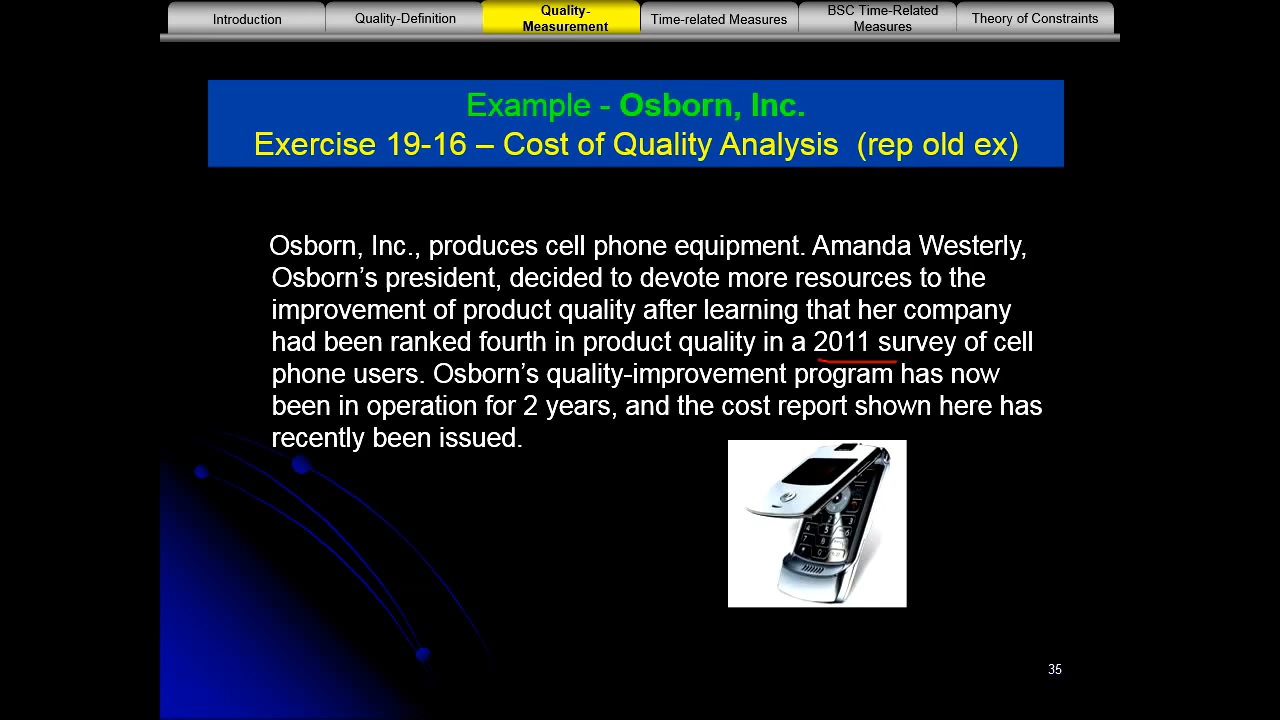 Introduction
Quality-Definition
Quality-
Measurement
Time-related Measures
BSC Time-Related
Measures
Theory of Constraints
Example - Osborn, Inc.
Exercise 19-16 – Cost of Quality Analysis (rep old ex)
Osborn, Inc., produces cell phone equipment. Amanda Westerly,
Osborn’s president, decided to devote more resources to the
improvement of product quality after learning that her company
had been ranked fourth in product quality in a 2011 survey of cell
phone users. Osborn’s quality-improvement program has now
been in operation for 2 years, and the cost report shown here has
recently been issued.
35